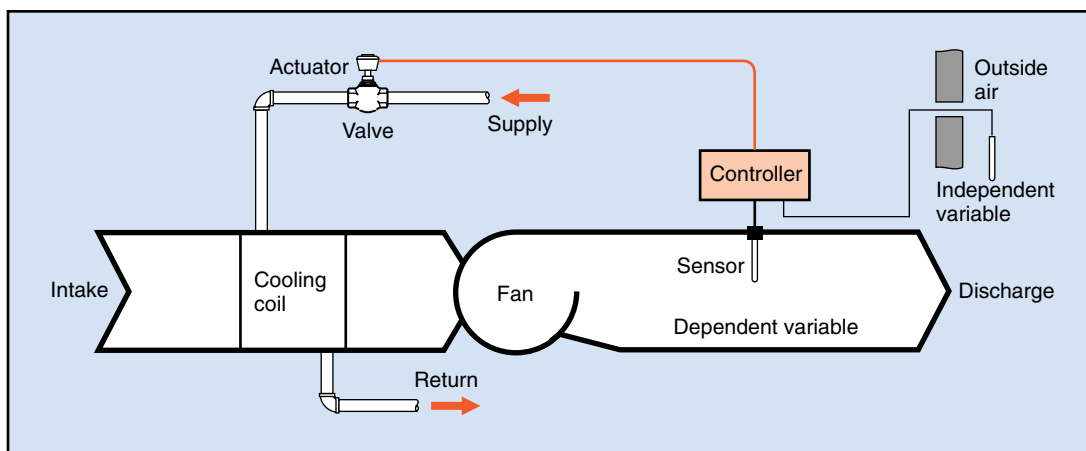 Actuator
Valve
Supply
Outside
air
Controller
Independent
variable
Intake
Cooling
coil
Fan
Sensor
Dependent variable
Discharge
Return